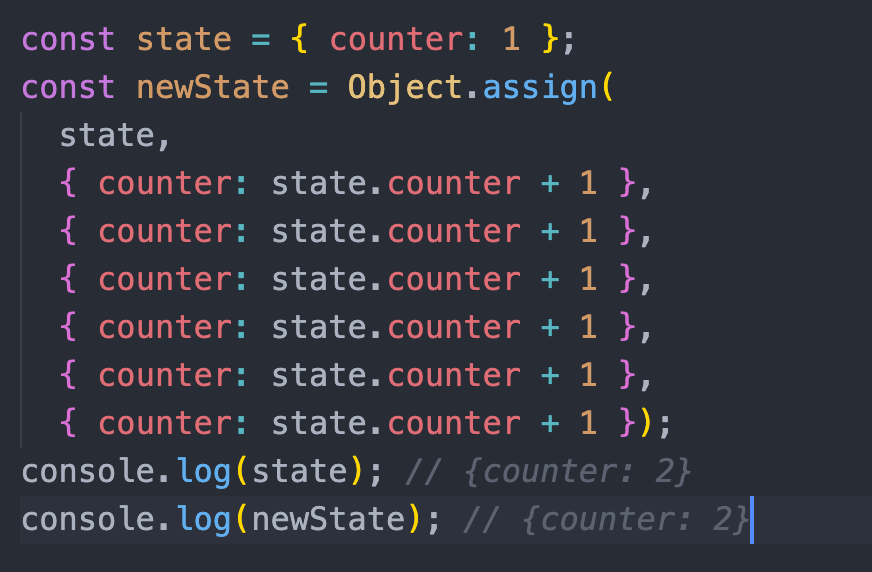 const state = { counter: 1 };
const newState = Object.assign(
  state,
  { counter: state.counter + 1 },
  { counter: state.counter + 1 },
  { counter: state.counter + 1 },
  { counter: state.counter + 1 },
  { counter: state.counter + 1 },
  { counter: state.counter + 1 });
console.log(state); // {counter: 2}
console.log(newState); // {counter: 2}